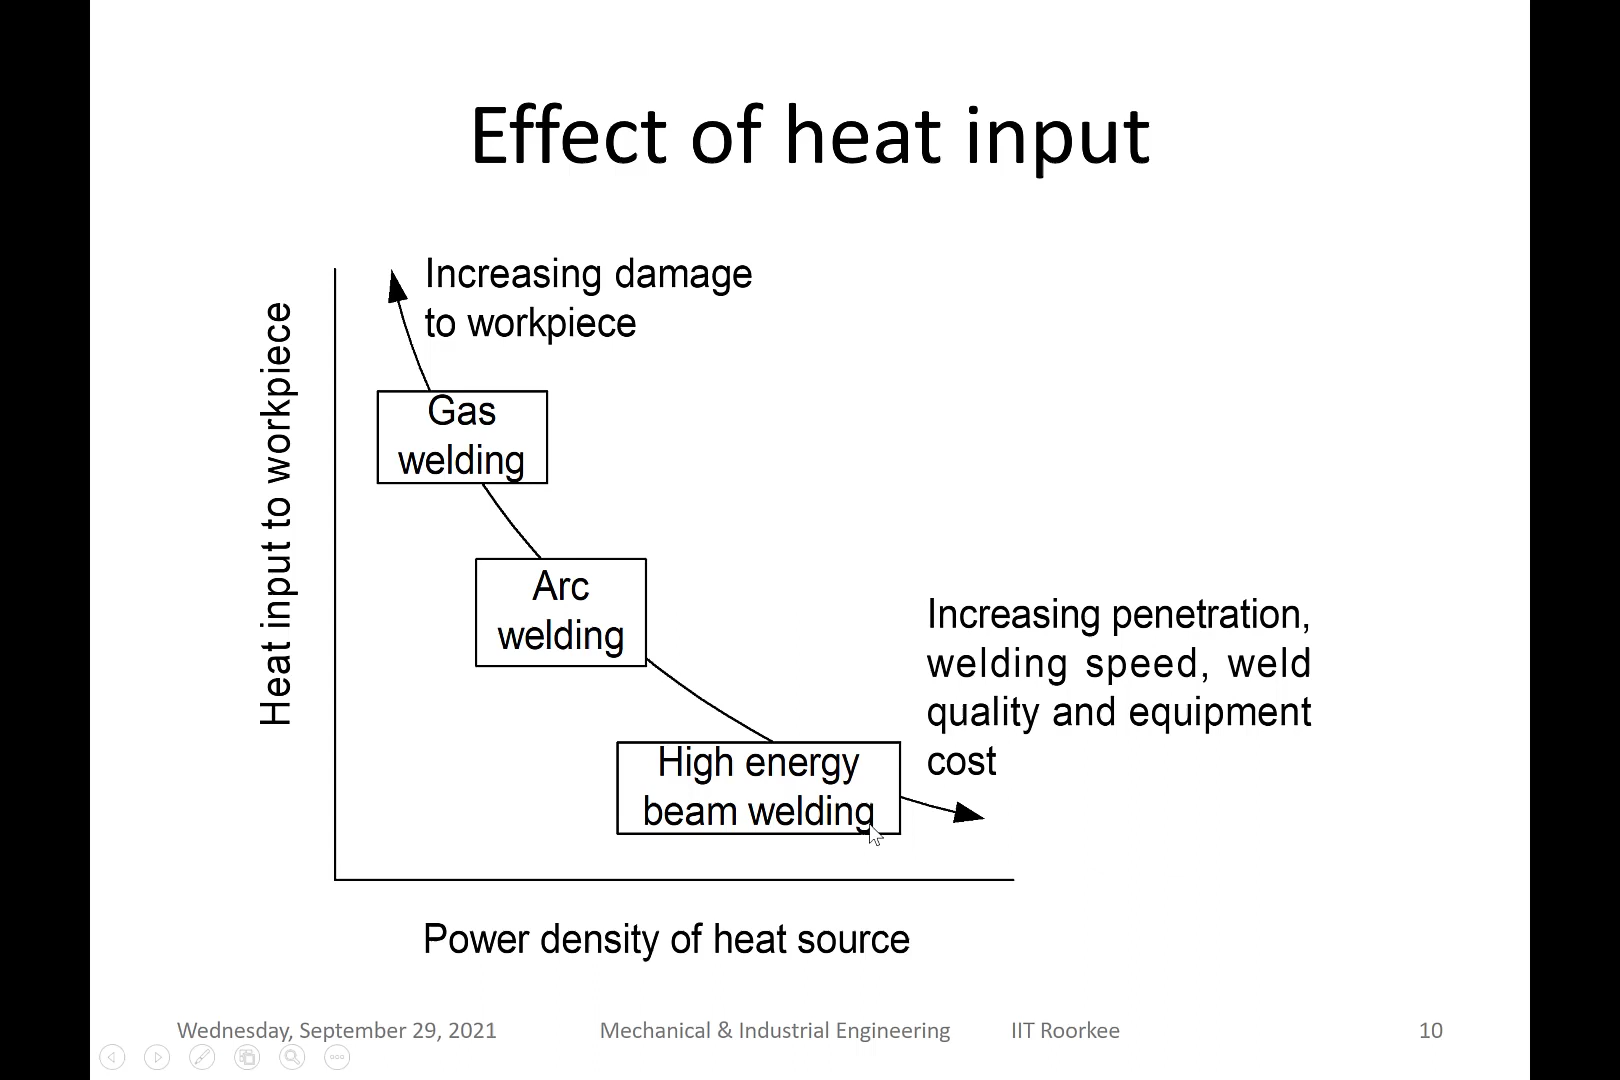 Effect of heat input
Increasing damage
to workpiece
Heat input to workpiece
Gas
welding
Arc
welding
Increasing penetration,
welding speed, weld
quality and equipment
cost
High energy
beam welding
Power density of heat source
Wednesday, September 29, 2021 Mechanical & Industrial Engineering IIT Roorkee 10